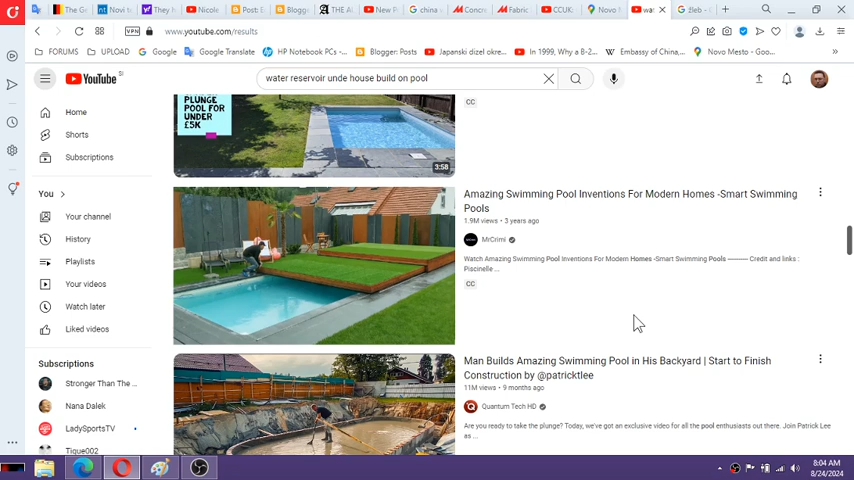 The Ge
Novi t
They h
Nicole
Post: E
Blogge
THE Al
New P
china v
Concre
Fabric
CCUK:
Novo M
wat
žleb - G
VPN
www.youtube.com/results
FORUMS
UPLOAD
Google
Google Translate
HP Notebook PCs
Blogger: Posts
Japanski dizel okre...
In 1999, Why a B-2...
Embassy of China,...
Novo Mesto - Goo...
YouTube SI
water reservoir unde house build on pool
Home
Shorts
Subscriptions
You
Your channel
History
Playlists
Your videos
Watch later
Liked videos
Subscriptions
Stronger Than The ...
Nana Dalek
LadySportsTV
Tique002
PLUNGE
POOL FOR
UNDER
£5K
3:58
CC
Amazing Swimming Pool Inventions For Modern Homes -Smart Swimming
Pools
1.9M views • 3 years ago
MrCrimi
Watch Amazing Swimming Pool Inventions For Modern Homes -Smart Swimming Pools ---------- Credit and links :
Piscinelle ...
CC
Man Builds Amazing Swimming Pool in His Backyard | Start to Finish
Construction by @patricktlee
11M views • 9 months ago
Quantum Tech HD
Are you ready to take the plunge? Today, we've got an exclusive video for all the pool enthusiasts out there. Join Patrick Lee
as ...
8:04 AM
8/24/2024